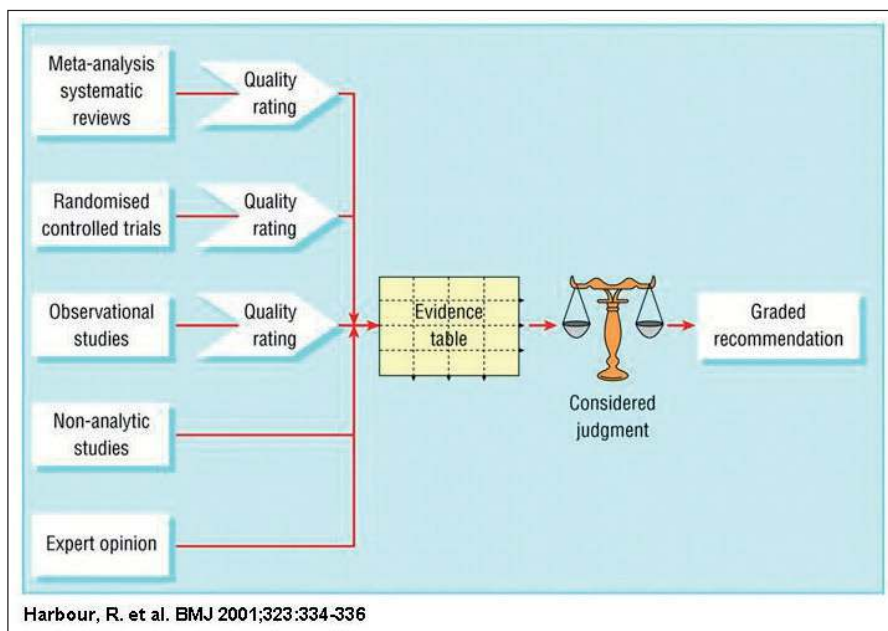 Meta-analysis
systematic
reviews
Quality
rating
Randomised
controlled trials
Quality
rating
Observational
studies
Quality
rating
Non-analytic
studies
Expert opinion
Evidence
table
Considered
judgment
Graded
recommendation
Harbour, R. et al. BMJ 2001;323:334-336